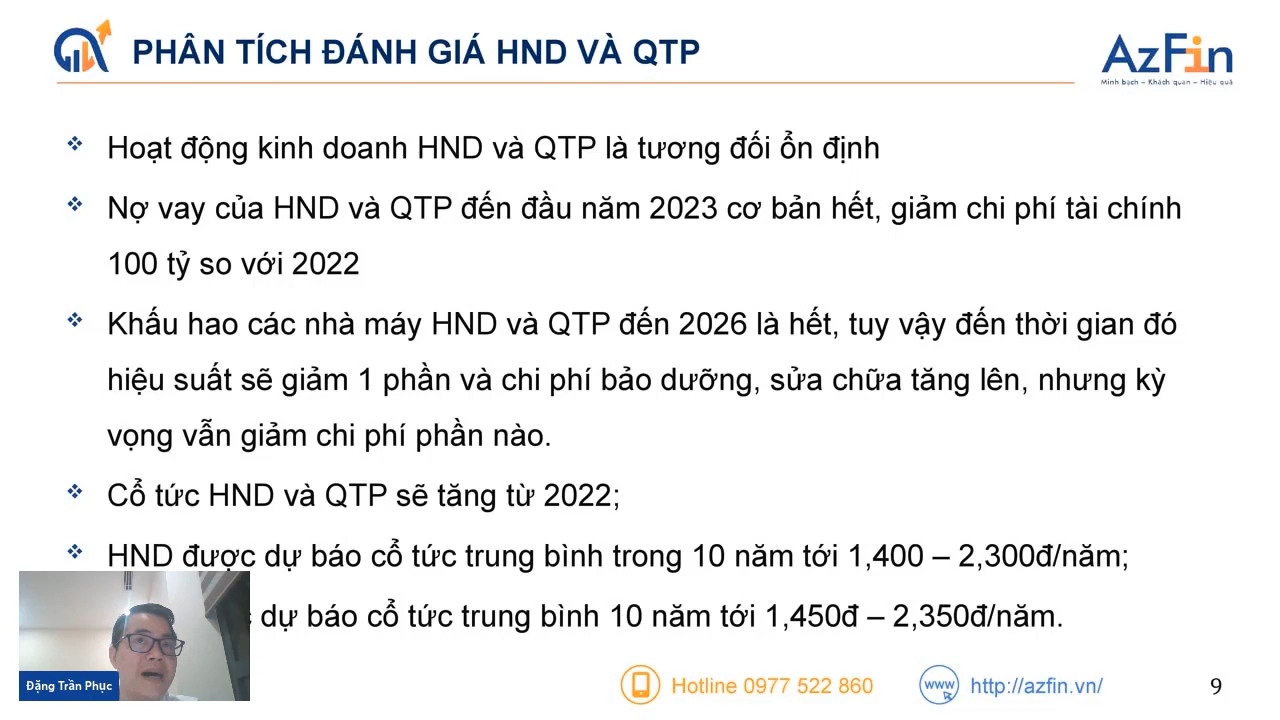 PHÂN TÍCH ĐÁNH GIÁ HND VÀ QTP
AzFin
Minh bạch – Khách quan – Hiệu quả
Hoạt động kinh doanh HND và QTP là tương đối ổn định
Nợ vay của HND và QTP đến đầu năm 2023 cơ bản hết, giảm chi phí tài chính
100 tỷ so với 2022
Khấu hao các nhà máy HND và QTP đến 2026 là hết, tuy vậy đến thời gian đó
hiệu suất sẽ giảm 1 phần và chi phí bảo dưỡng, sửa chữa tăng lên, nhưng kỳ
vọng vẫn giảm chi phí phần nào.
Cổ tức HND và QTP sẽ tăng từ 2022;
HND được dự báo cổ tức trung bình trong 10 năm tới 1,400 – 2,300đ/năm;
dự báo cổ tức trung bình 10 năm tới 1,450đ – 2,350đ/năm.
Đặng Trần Phục
Hotline 0977 522 860
www
http://azfin.vn/
9